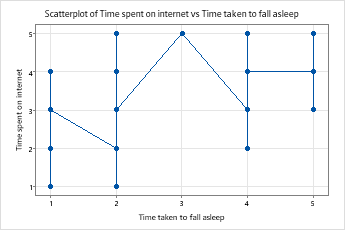 Scatterplot of Time spent on internet vs Time taken to fall asleep
Time spent on internet
5
4
3
2
1
1 2 3 4 5
Time taken to fall asleep